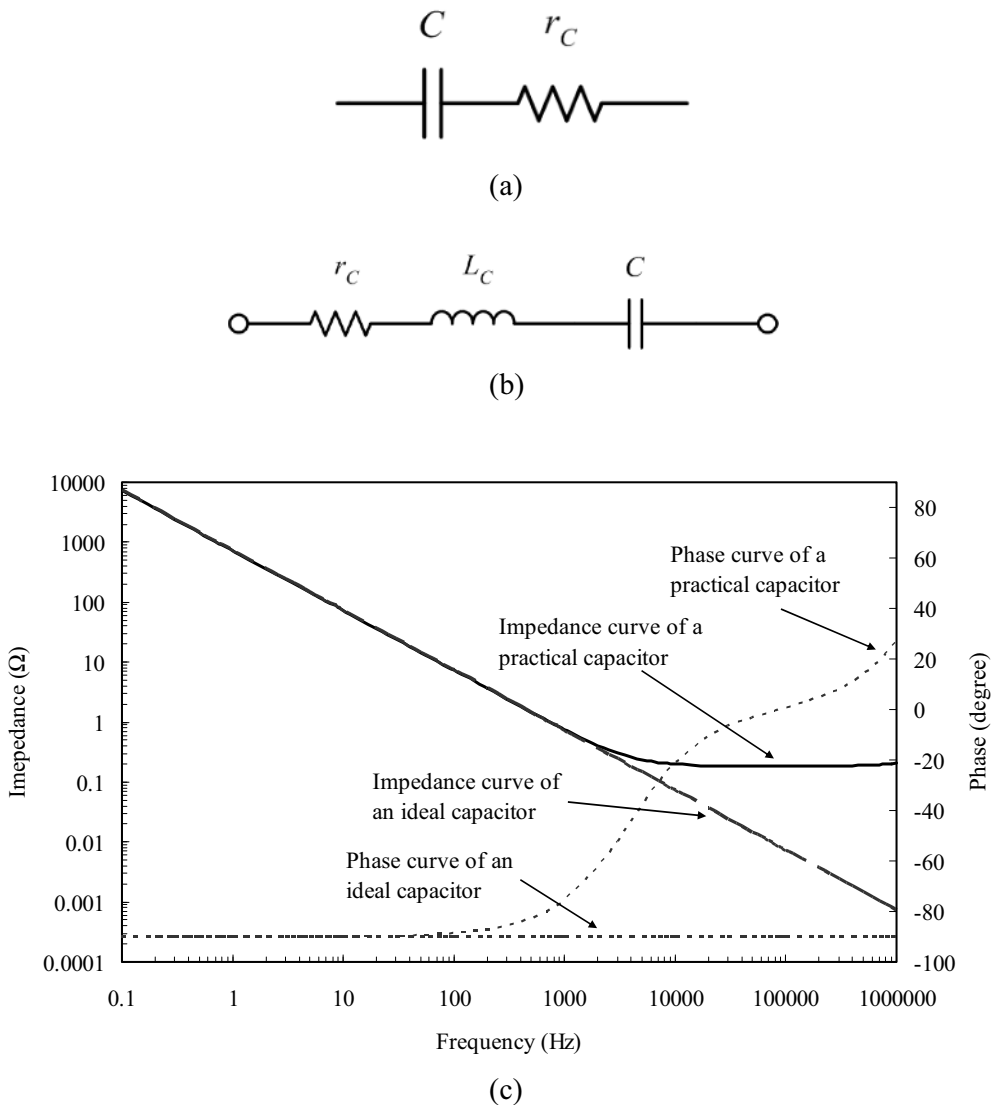 C
r_C
(a)
r_C
L_C
C
(b)
10000
1000
100
10
1
0.1
0.01
0.001
0.0001
Imepedance (Ω)
80
60
40
20
0
-20
-40
-60
-80
-100
Phase (degree)
Phase curve of a
practical capacitor
Impedance curve of a
practical capacitor
Impedance curve of
an ideal capacitor
Phase curve of an
ideal capacitor
0.1 1 10 100 1000 10000 100000 1000000
Frequency (Hz)
(c)